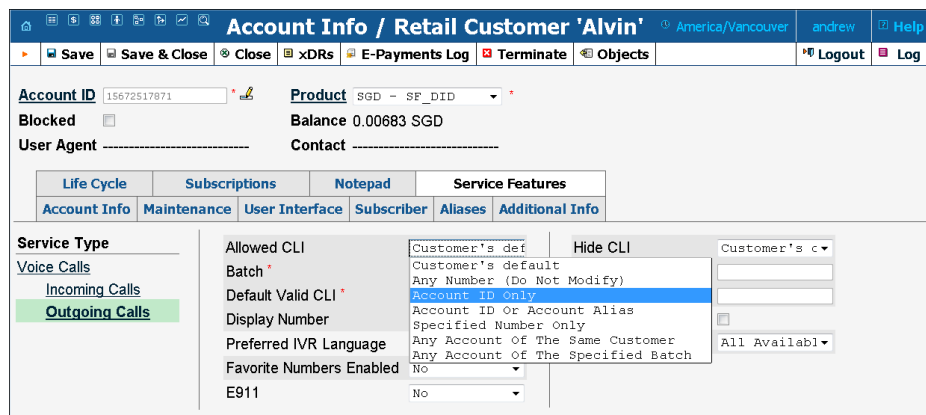 Account Info / Retail Customer 'Alvin' America/Vancouver andrew Help
Save Save & Close Close xDRs E-Payments Log Terminate Objects Logout Log
Account ID 15672517871 * Product SGD - SF_DID *
Blocked Balance 0.00683 SGD
User Agent ---------------------------- Contact ----------------------------
Life Cycle Subscriptions Notepad Service Features
Account Info Maintenance User Interface Subscriber Aliases Additional Info
Service Type
Voice Calls
Incoming Calls
Outgoing Calls
Allowed CLI Customer's def
Customer's default
Any Number (Do Not Modify)
Account ID Only
Account ID Or Account Alias
Specified Number Only
Any Account Of The Same Customer
Any Account Of The Specified Batch
Batch *
Default Valid CLI *
Display Number
Preferred IVR Language
Favorite Numbers Enabled No
E911 No
Hide CLI Customer's
All Availabl